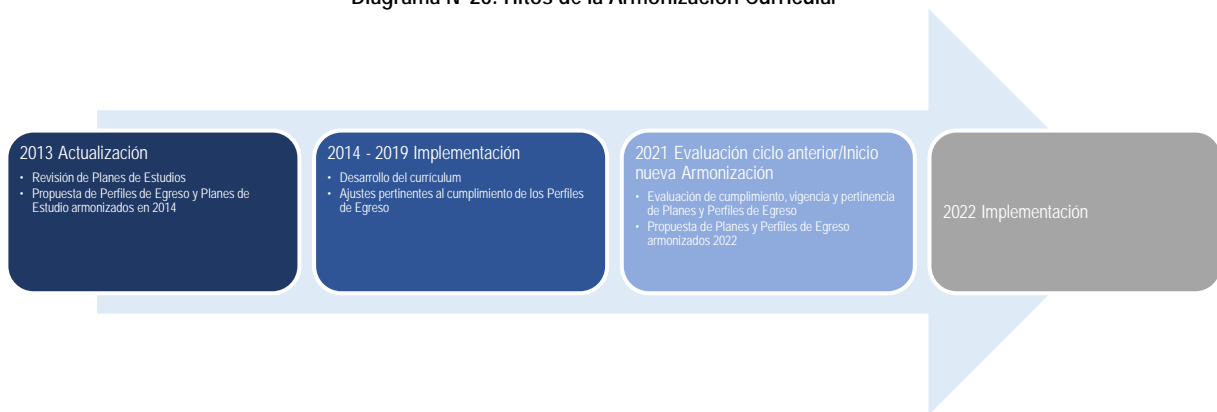 Diagrama N°20: Hitos de la Armonización Curricular
2013 Actualización
• Revisión de Planes de Estudios
• Propuesta de Perfiles de Egreso y Planes de
Estudio armonizados en 2014
2014 - 2019 Implementación
• Desarrollo del currículum
• Ajustes pertinentes al cumplimiento de los Perfiles
de Egreso
2021 Evaluación ciclo anterior/Inicio
nueva Armonización
• Evaluación de cumplimiento, vigencia y pertinencia
de Planes y Perfiles de Egreso
• Propuesta de Planes y Perfiles de Egreso
armonizados 2022
2022 Implementación